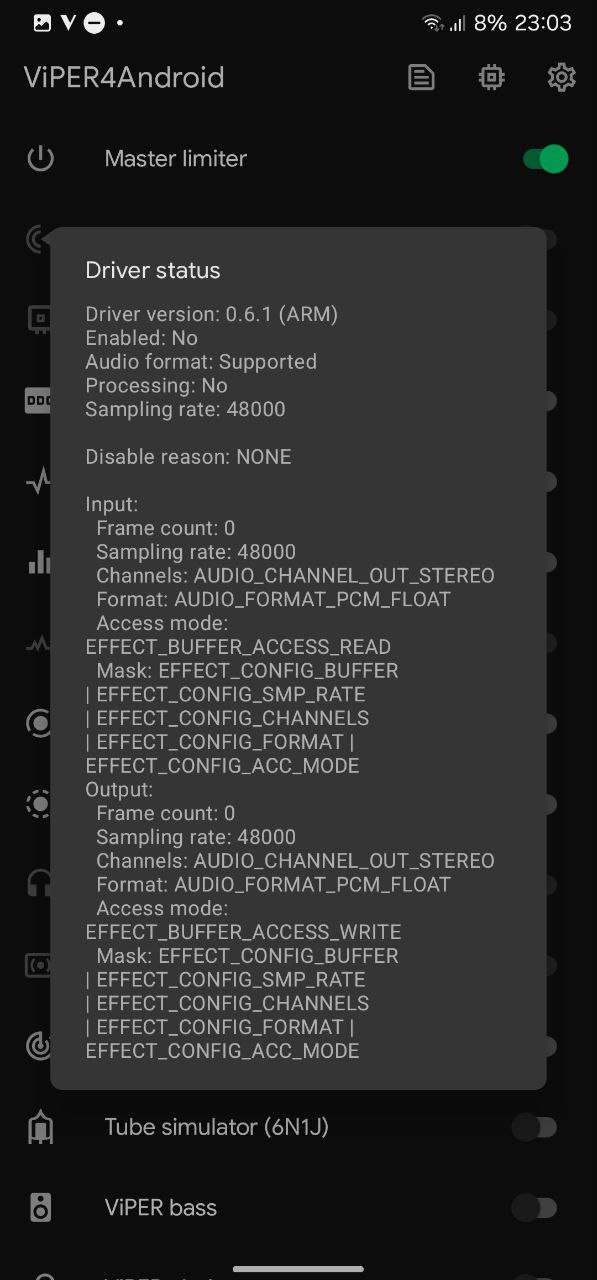 8% 23:03
ViPER4Android
Master limiter
Driver status
Driver version: 0.6.1 (ARM)
Enabled: No
Audio format: Supported
Processing: No
Sampling rate: 48000
Disable reason: NONE
Input:
Frame count: 0
Sampling rate: 48000
Channels: AUDIO_CHANNEL_OUT_STEREO
Format: AUDIO_FORMAT_PCM_FLOAT
Access mode:
EFFECT_BUFFER_ACCESS_READ
Mask: EFFECT_CONFIG_BUFFER
| EFFECT_CONFIG_SMP_RATE
| EFFECT_CONFIG_CHANNELS
| EFFECT_CONFIG_FORMAT |
EFFECT_CONFIG_ACC_MODE
Output:
Frame count: 0
Sampling rate: 48000
Channels: AUDIO_CHANNEL_OUT_STEREO
Format: AUDIO_FORMAT_PCM_FLOAT
Access mode:
EFFECT_BUFFER_ACCESS_WRITE
Mask: EFFECT_CONFIG_BUFFER
| EFFECT_CONFIG_SMP_RATE
| EFFECT_CONFIG_CHANNELS
| EFFECT_CONFIG_FORMAT |
EFFECT_CONFIG_ACC_MODE
Tube simulator (6N1J)
ViPER bass